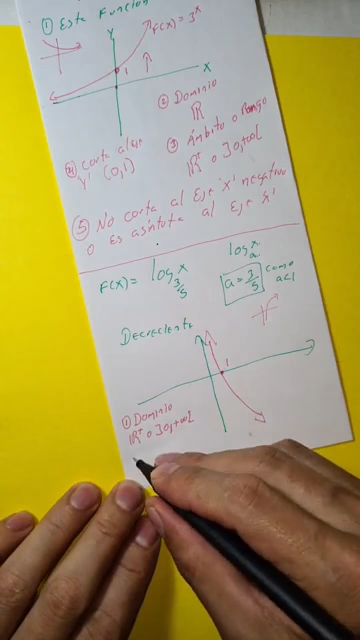 ① Esta Funcion
Y
F(x) = 3^x
1
X
② Dominio
ℝ
④ Corta al eje
Y' (0,1)
③ Ámbito o Rango
ℝ⁺ o ]0,+∞[
⑤ No corta al Eje 'x' negativo
o es asíntota al Eje 'x'
F(x) = log_{3/5} x
log_a x
a = 3/5 como
a<1
Decreciente
1
① Dominio
ℝ⁺ o ]0,+∞[